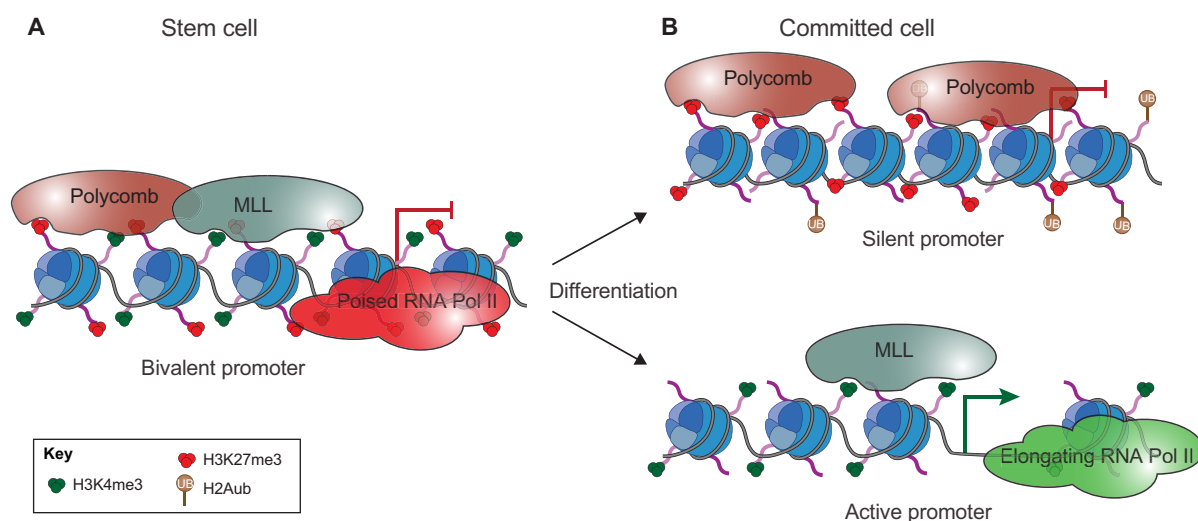 A
Stem cell
Polycomb
MLL
Poised RNA Pol II
Bivalent promoter
Differentiation
B
Committed cell
Polycomb
Polycomb
UB
UB
UB
UB
UB
Silent promoter
MLL
Elongating RNA Pol II
Active promoter
Key
H3K27me3
H3K4me3
UB
H2Aub